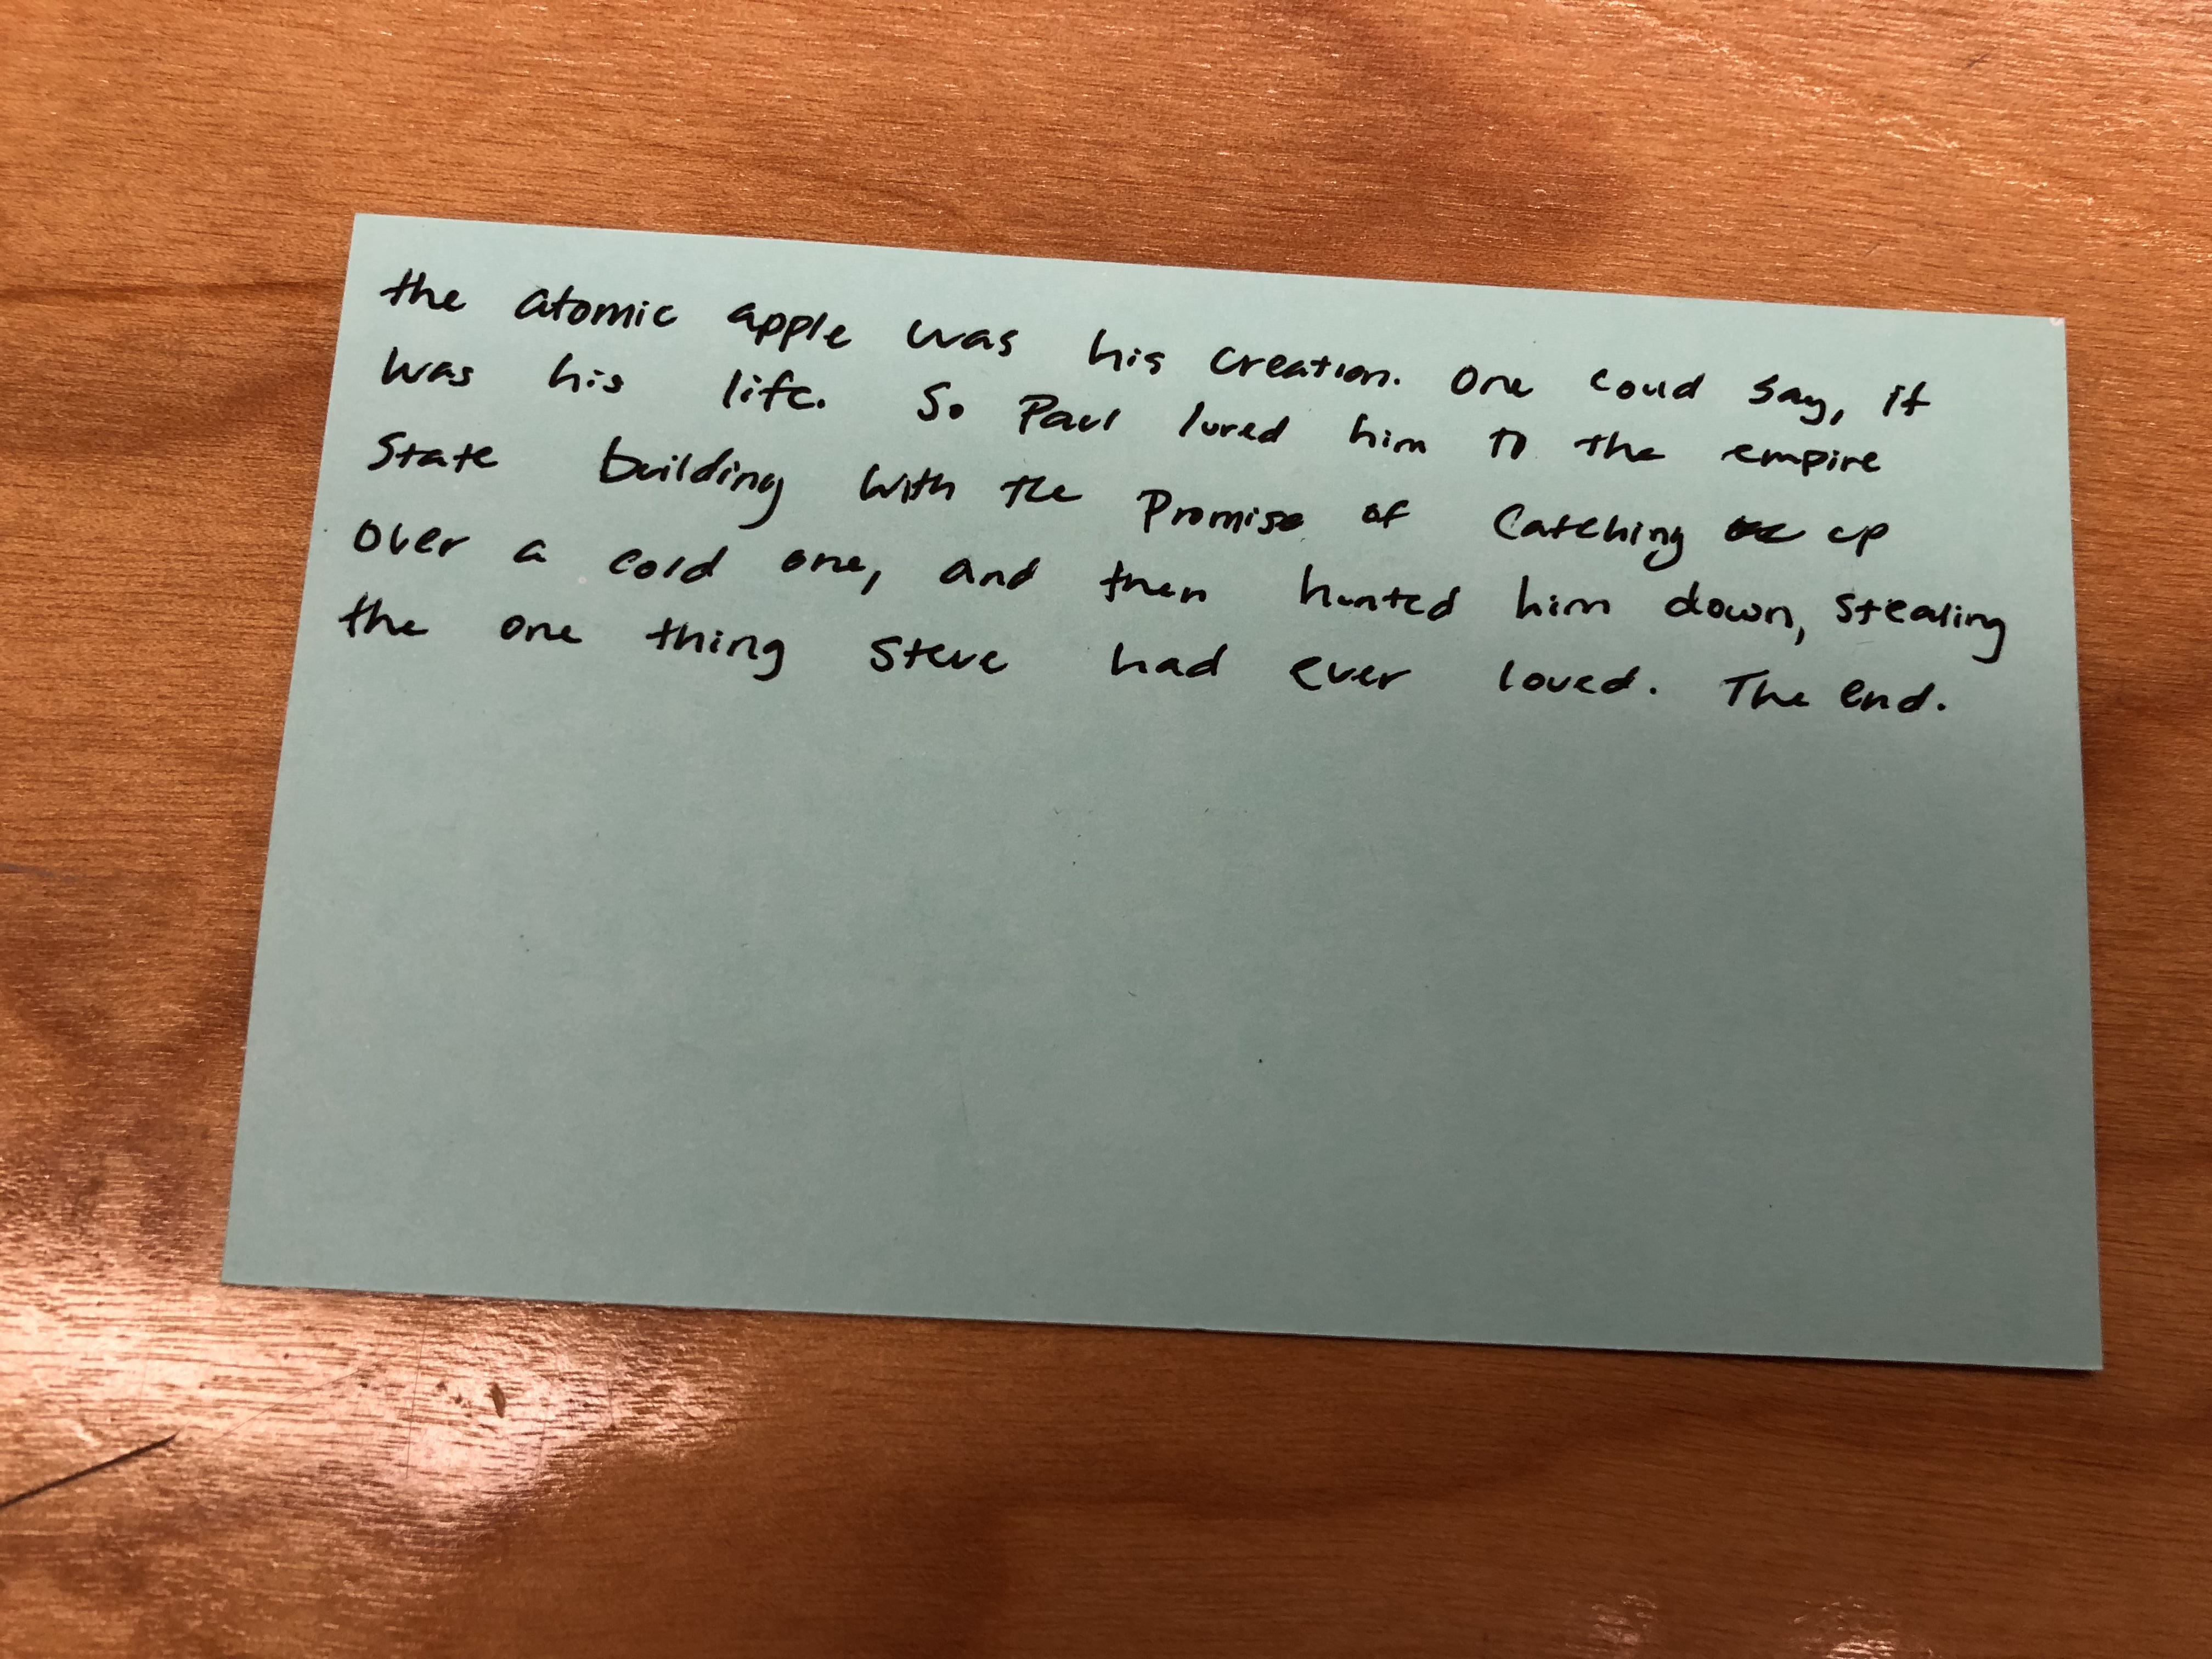 the atomic apple was his creation. One could say, it
was his life. So Paul lured him to the empire
State building with the Promise of Catching up
over a cold one, and then hunted him down, stealing
the one thing Steve had ever loved. The end.